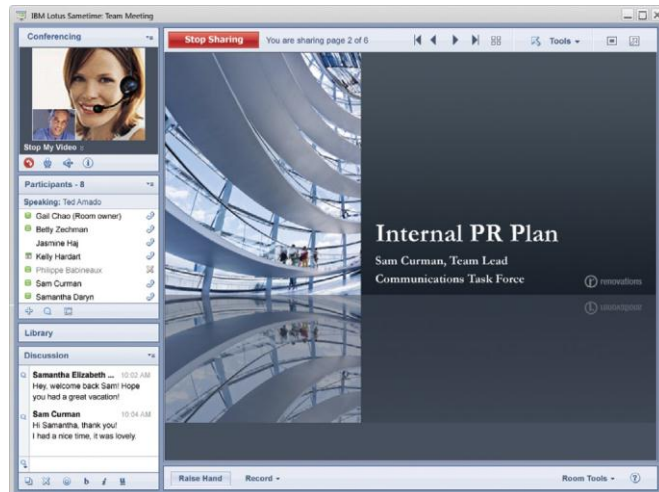 IBM Lotus Sametime: Team Meeting
Conferencing
Stop My Video
Participants - 8
Speaking: Ted Amado
Gail Chao (Room owner)
Betty Zechman
Jasmine Haj
Kelly Hardart
Philippe Babineaux
Sam Curman
Samantha Daryn
Library
Discussion
Samantha Elizabeth ... 10:02 AM
Hey, welcome back Sam! Hope
you had a great vacation!
Sam Curman 10:04 AM
Hi Samantha, thank you!
I had a nice time, it was lovely.
b i
Stop Sharing You are sharing page 2 of 6 Tools
Internal PR Plan
Sam Curman, Team Lead
Communications Task Force
r renovations
Raise Hand Record Room Tools ?